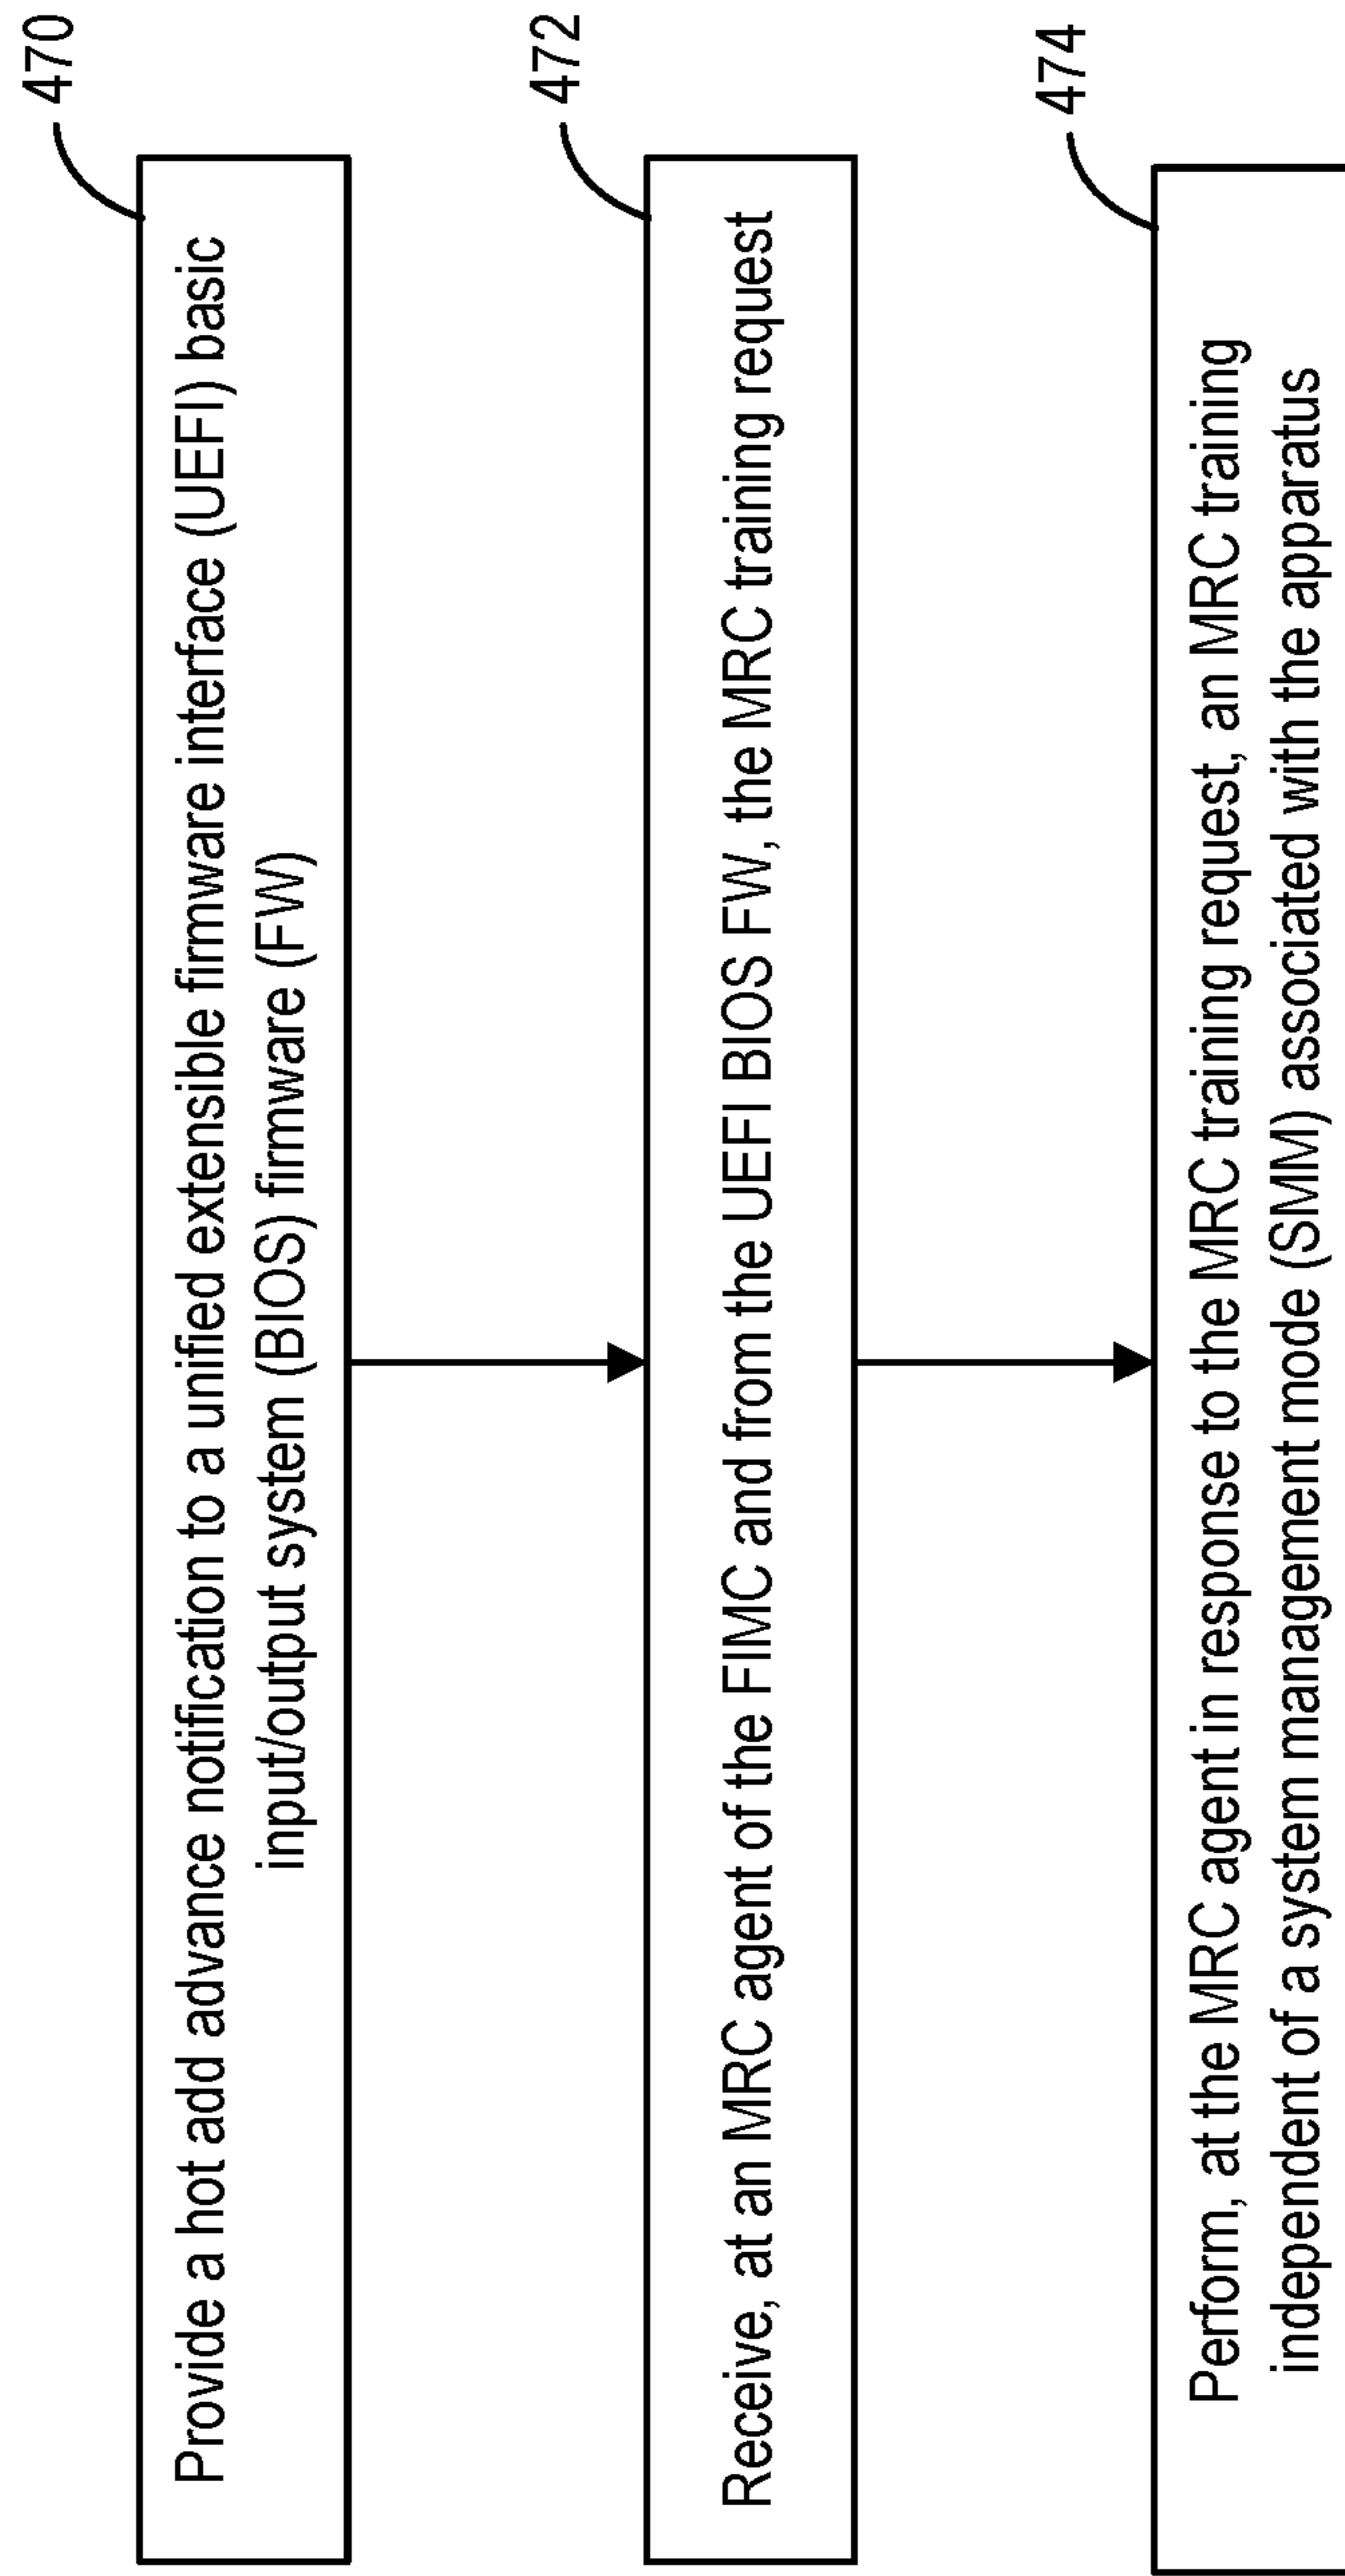 470
Provide a hot add advance notification to a unified extensible firmware interface (UEFI) basic
input/output system (BIOS) firmware (FW)
472
Receive, at an MRC agent of the FIMC and from the UEFI BIOS FW, the MRC training request
474
Perform, at the MRC agent in response to the MRC training request, an MRC training
independent of a system management mode (SMM) associated with the apparatus